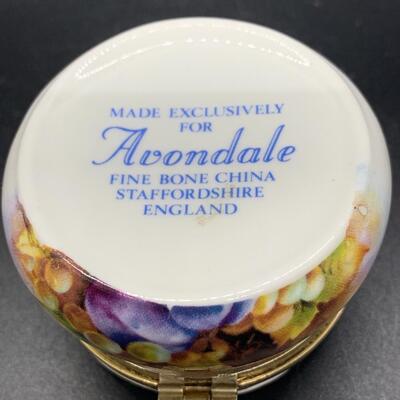 MADE EXCLUSIVELY
FOR
Avondale
FINE BONE CHINA
STAFFORDSHIRE
ENGLAND